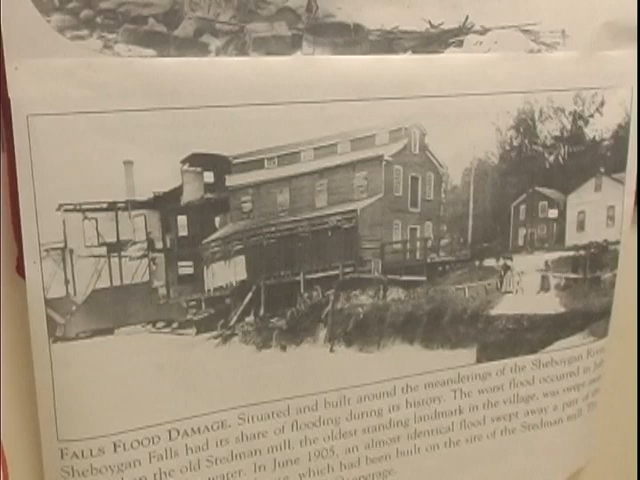 FALLS FLOOD DAMAGE. Situated and built around the meanderings of the Sheboygan River,
Sheboygan Falls had its share of flooding during its history. The worst flood occurred in July
the old Stedman mill, the oldest standing landmark in the village, was swept away
water. In June 1905, an almost identical flood swept away a part of the
which had been built on the site of the Stedman mill.